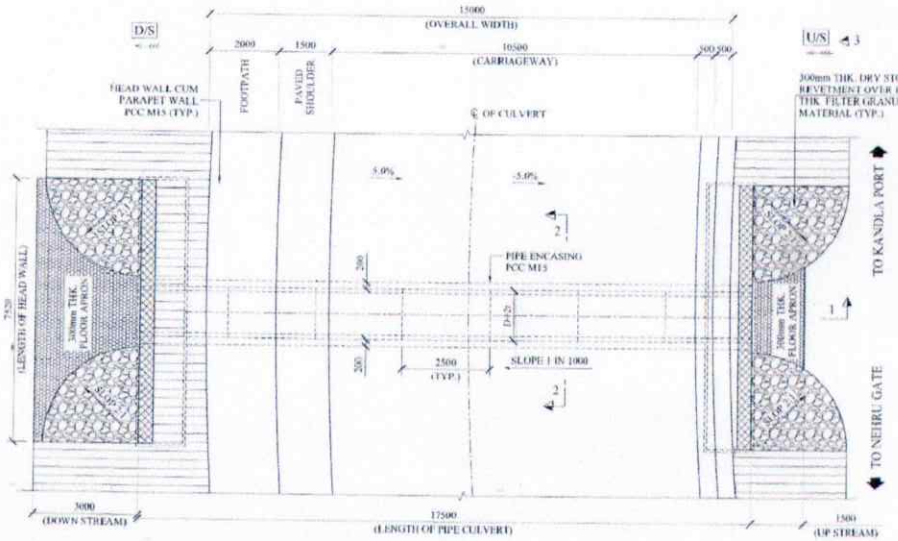 15000
(OVERALL WIDTH)
D/S
U/S
3
2000
1500
10500
500
500
(CARRIAGEWAY)
FOOTPATH
PAVED
SHOULDER
HEAD WALL CUM
PARAPET WALL
PCC M15 (TYP.)
300mm THK. DRY STO
REVETMENT OVER
THK. FILTER GRANUL
MATERIAL (TYP.)
℄ OF CULVERT
5.0%
-5.0%
TO KANDLA PORT
2
PIPE ENCASING
PCC M15
200
7520
(LENGTH OF HEAD WALL)
300mm THK.
FLOOR APRON
D+2t
300mm THK.
FLOOR APRON
1
200
2500
(TYP.)
SLOPE 1 IN 1000
2
TO NEHRU GATE
3000
(DOWN STREAM)
17500
(LENGTH OF PIPE CULVERT)
1500
(UP STREAM)